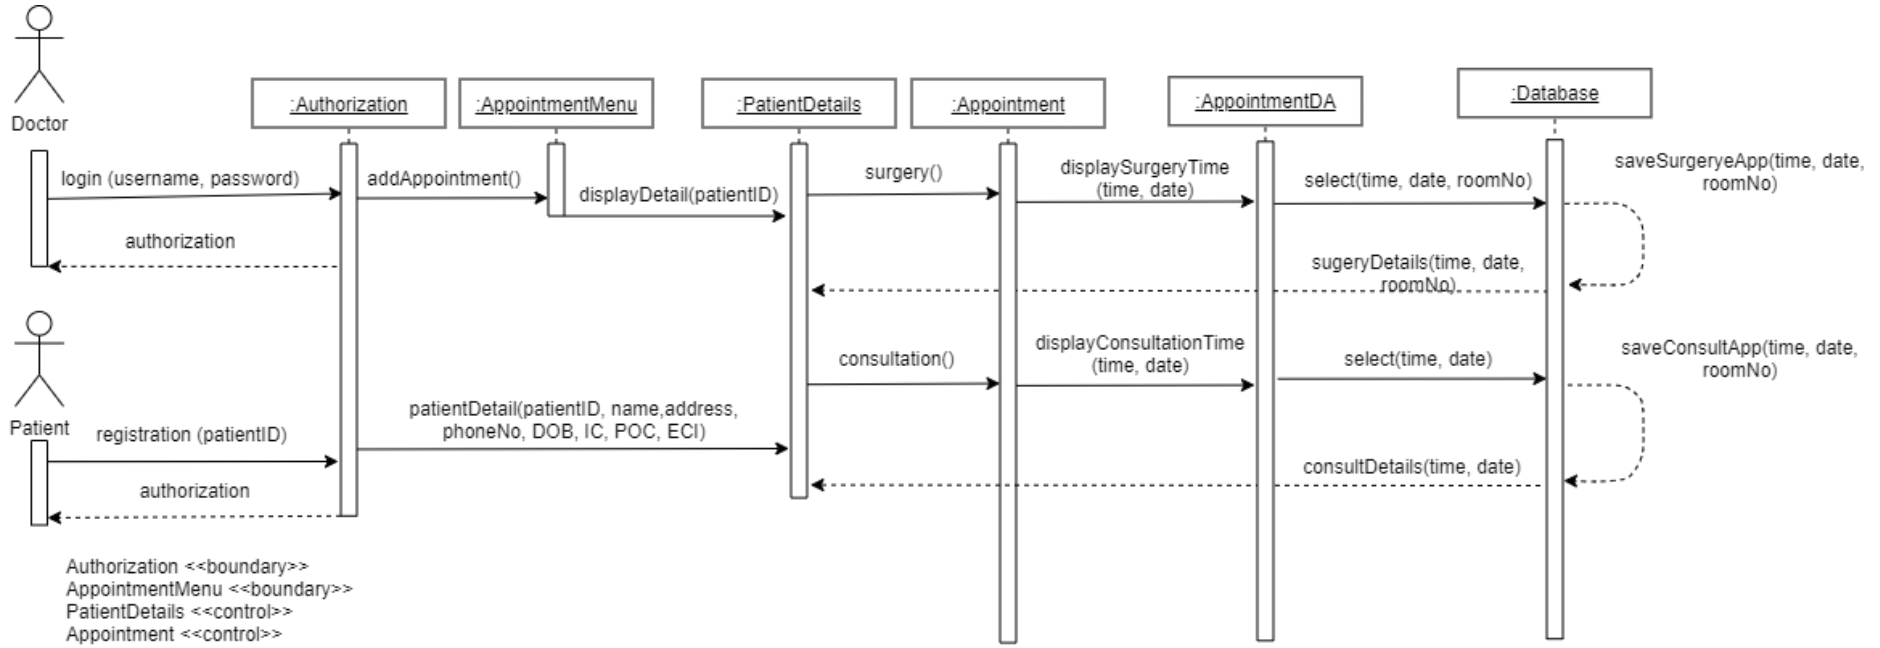 Doctor
:Authorization
:AppointmentMenu
:PatientDetails
:Appointment
:AppointmentDA
:Database
login (username, password)
addAppointment()
displayDetail(patientID)
surgery()
displaySurgeryTime
(time, date)
select(time, date, roomNo)
saveSurgeryeApp(time, date,
roomNo)
authorization
sugeryDetails(time, date,
roomNo)
Patient
consultation()
displayConsultationTime
(time, date)
select(time, date)
saveConsultApp(time, date,
roomNo)
registration (patientID)
patientDetail(patientID, name,address,
phoneNo, DOB, IC, POC, ECI)
consultDetails(time, date)
authorization
Authorization <<boundary>>
AppointmentMenu <<boundary>>
PatientDetails <<control>>
Appointment <<control>>